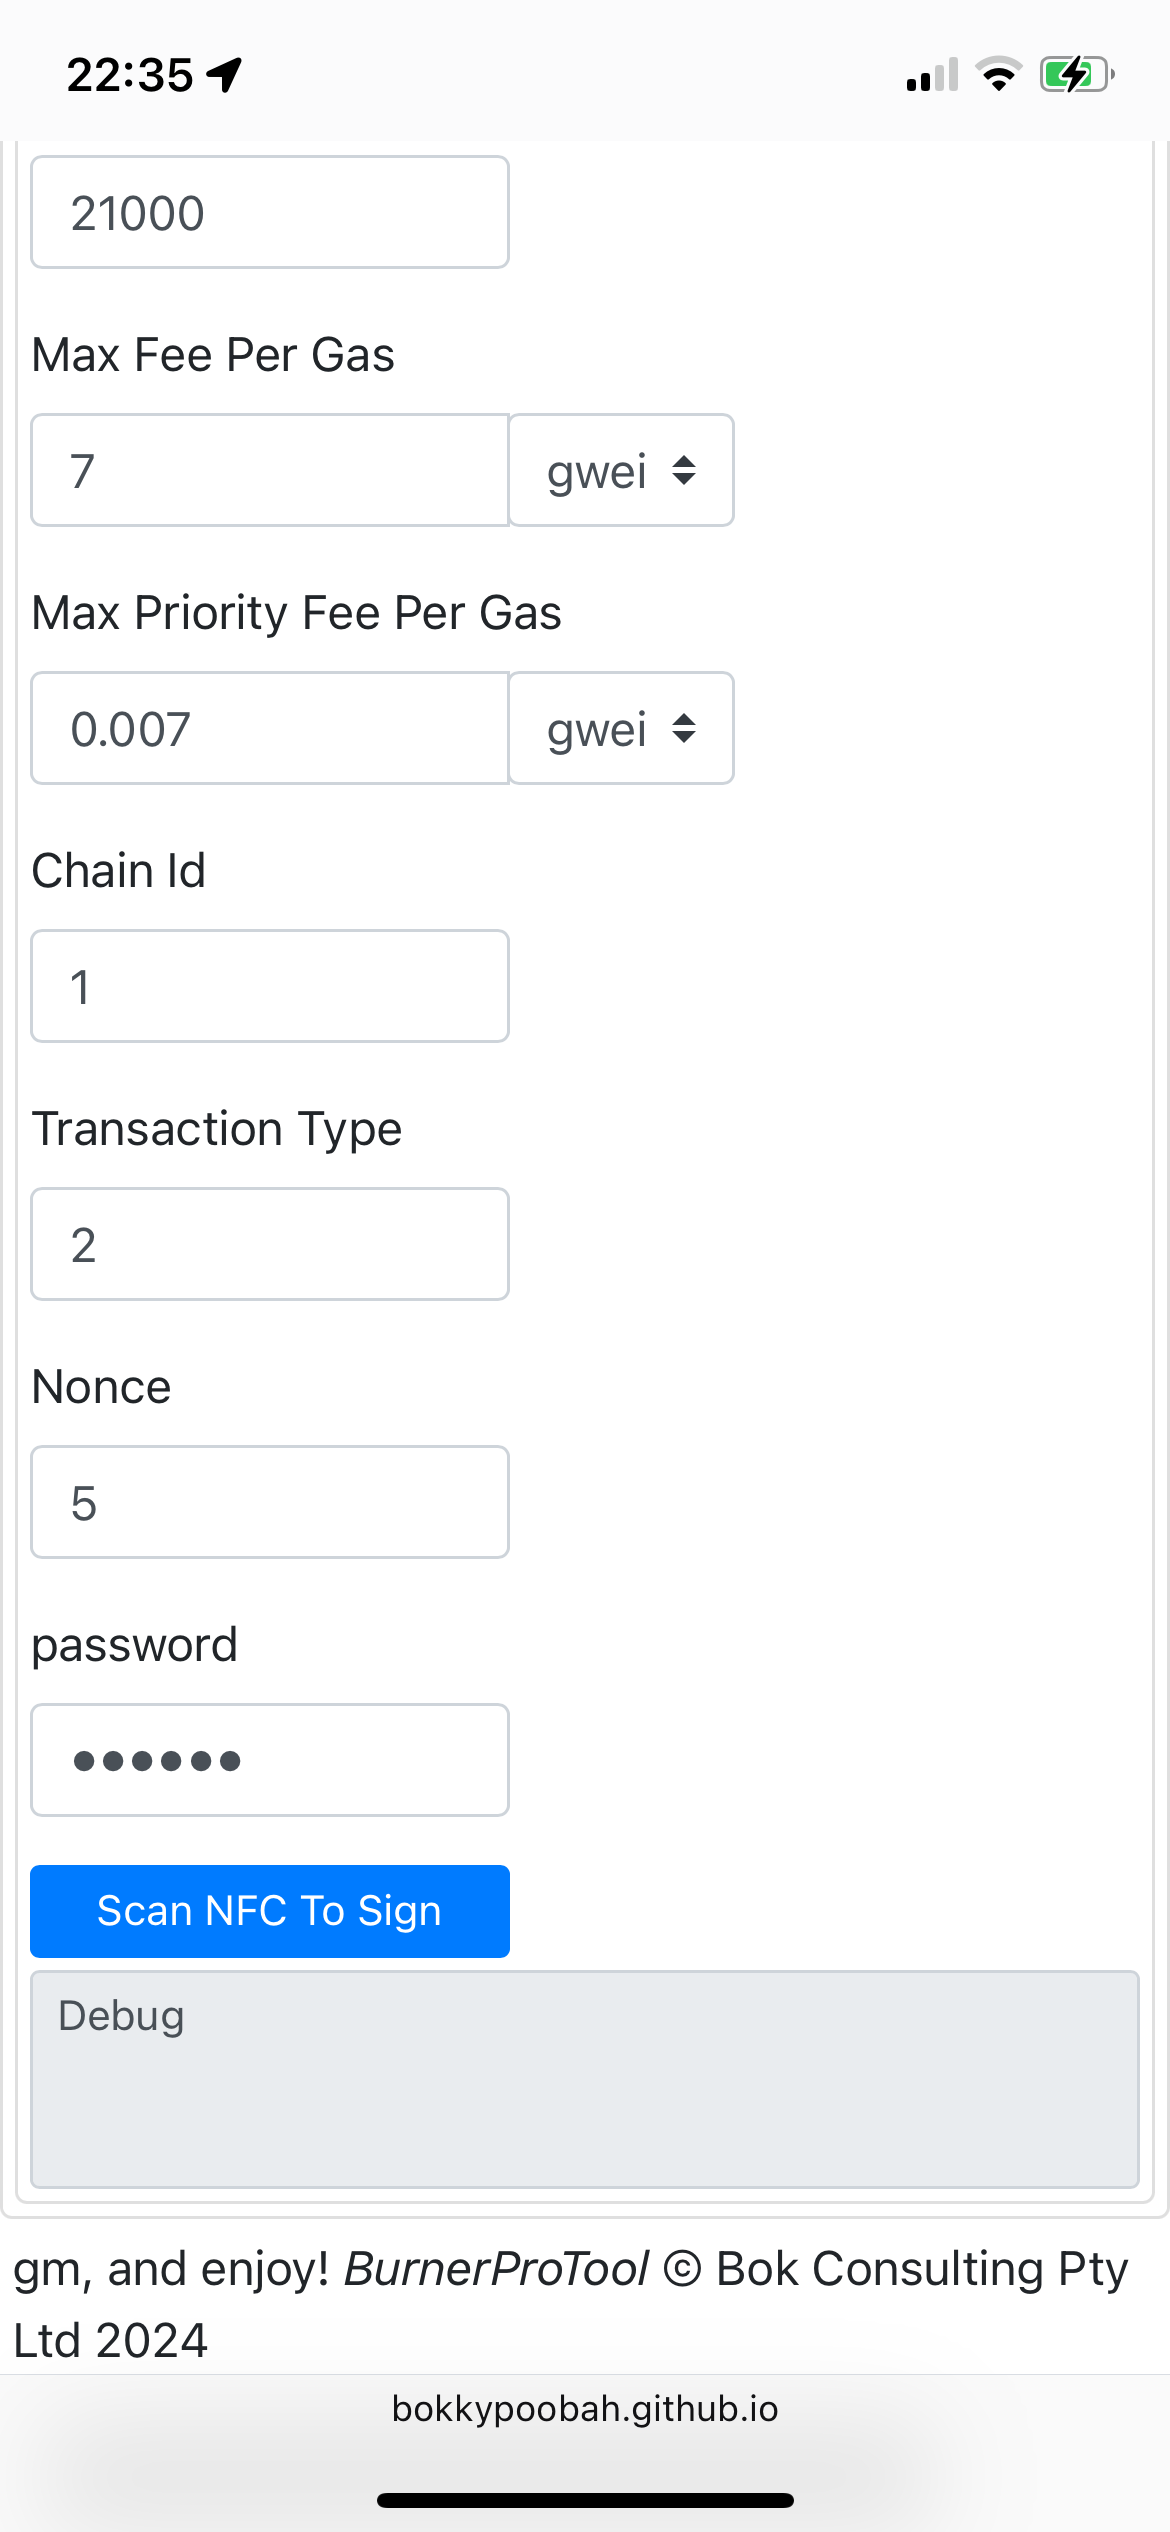 22:35
21000
Max Fee Per Gas
7
gwei
Max Priority Fee Per Gas
0.007
gwei
Chain Id
1
Transaction Type
2
Nonce
5
password
••••••
Scan NFC To Sign
Debug
gm, and enjoy! BurnerProTool © Bok Consulting Pty
Ltd 2024
bokkypoobah.github.io